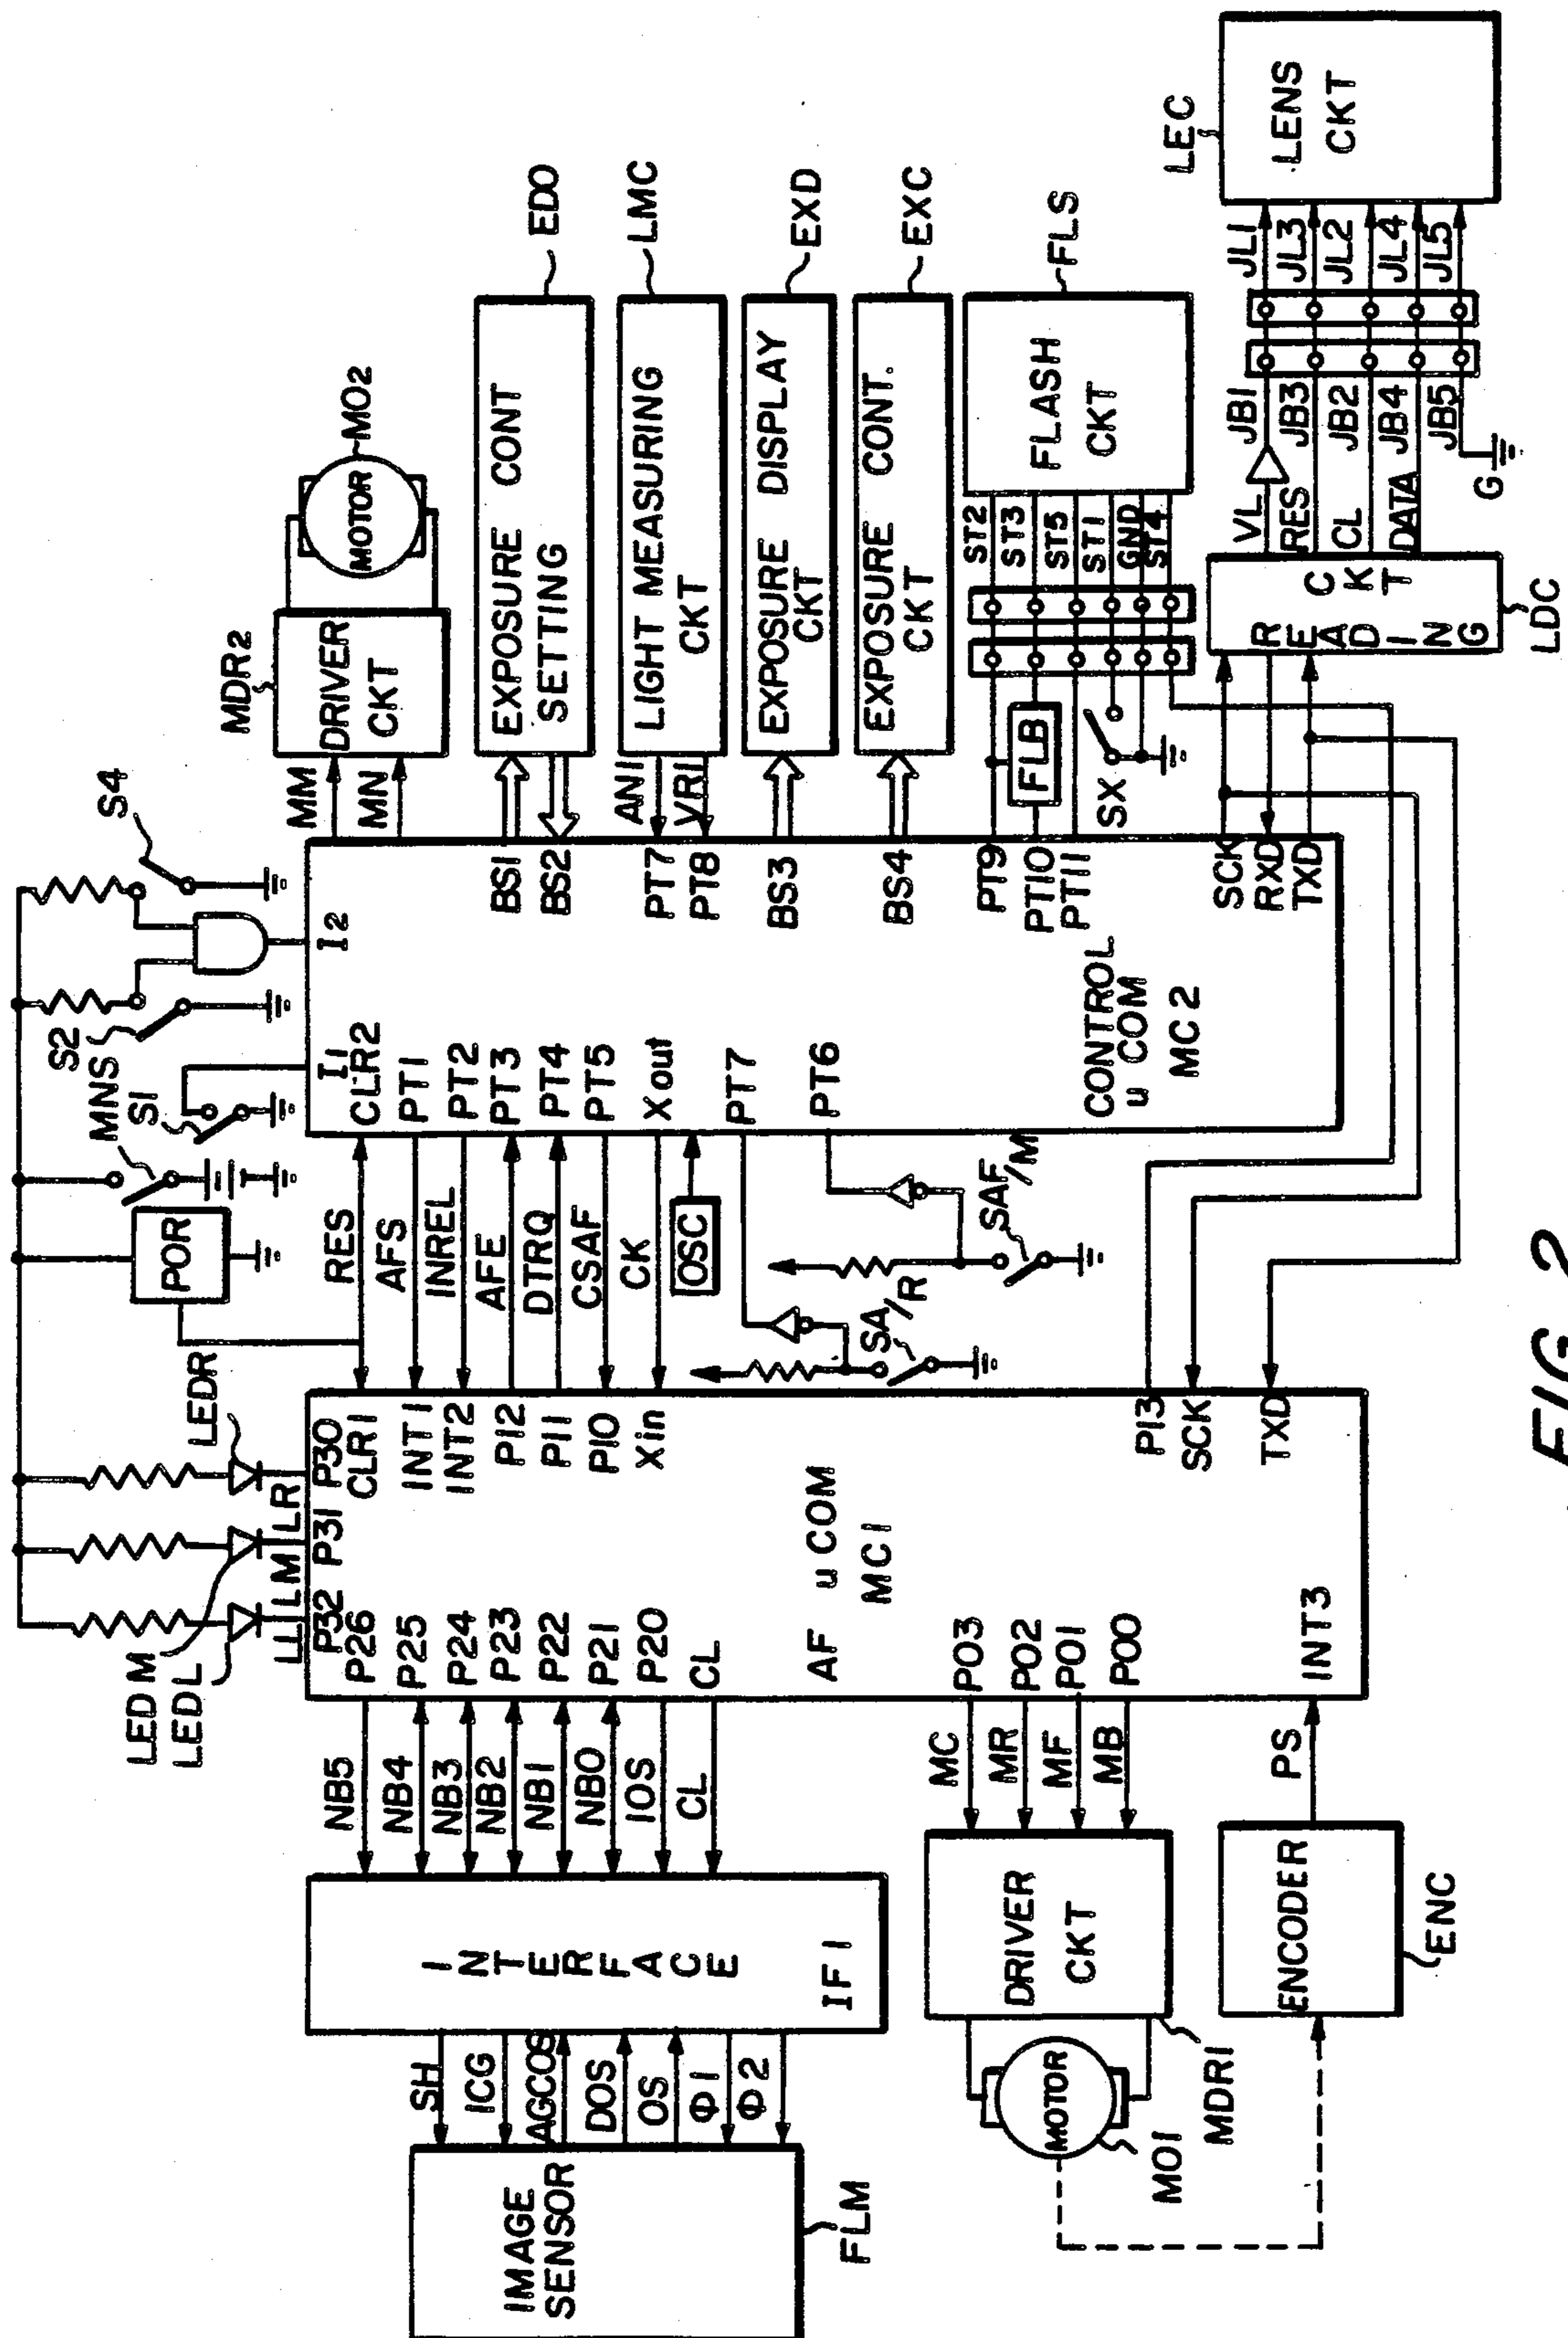 LEDM
LEDL
LEDR
LL
LM
LR
POR
MNS
S1
S2
S4
MDR2
DRIVER
CKT
MOTOR
MO2
MM
MN
P32
P31
P30
P26
P25
P24
P23
P22
P21
P20
CL
CLR1
INT1
INT2
P12
P11
P10
Xin
AF
uCOM
MC1
PO3
PO2
PO1
PO0
INT3
P13
SCK
TXD
NB5
NB4
NB3
NB2
NB1
NB0
IOS
CL
INTERFACE
IF1
SH
ICG
AGCOS
DOS
OS
Φ1
Φ2
IMAGE
SENSOR
FLM
MC
MR
MF
MB
DRIVER
CKT
MDR1
MOTOR
MO1
PS
ENCODER
ENC
RES
AFS
INREL
AFE
DTRQ
CSAF
CK
OSC
SA/R
SAF/M
I1
I2
CLR2
PT1
PT2
PT3
PT4
PT5
Xout
PT7
PT6
CONTROL
u COM
MC2
BS1
BS2
PT7
PT8
BS3
BS4
PT9
PT10
PT11
SCK
RXD
TXD
EXPOSURE CONT
SETTING
EDO
AN1
VR1
LIGHT MEASURING
CKT
LMC
EXPOSURE DISPLAY
CKT
EXD
EXPOSURE CONT.
CKT
EXC
FLB
SX
ST2
ST3
ST5
ST1
GND
ST4
FLASH
CKT
FLS
READING
CKT
LDC
VL
RES
CL
DATA
G
JB1
JB3
JB2
JB4
JB5
JL1
JL3
JL2
JL4
JL5
LENS
CKT
LEC
FIG. 2